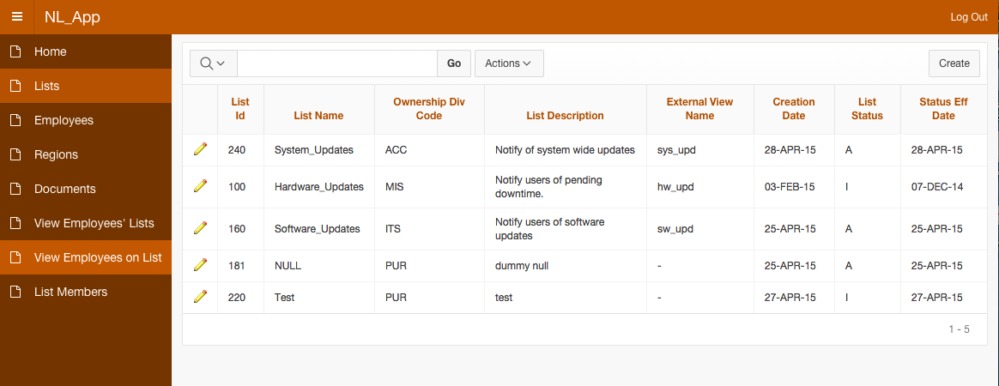 NL_App
Log Out
Home
Lists
Employees
Regions
Documents
View Employees' Lists
View Employees on List
List Members
Go
Actions
Create
List Id
List Name
Ownership Div Code
List Description
External View Name
Creation Date
List Status
Status Eff Date
240 System_Updates ACC Notify of system wide updates sys_upd 28-APR-15 A 28-APR-15
100 Hardware_Updates MIS Notify users of pending downtime. hw_upd 03-FEB-15 I 07-DEC-14
160 Software_Updates ITS Notify users of software updates sw_upd 25-APR-15 A 25-APR-15
181 NULL PUR dummy null - 25-APR-15 A 25-APR-15
220 Test PUR test - 27-APR-15 I 27-APR-15
1 - 5